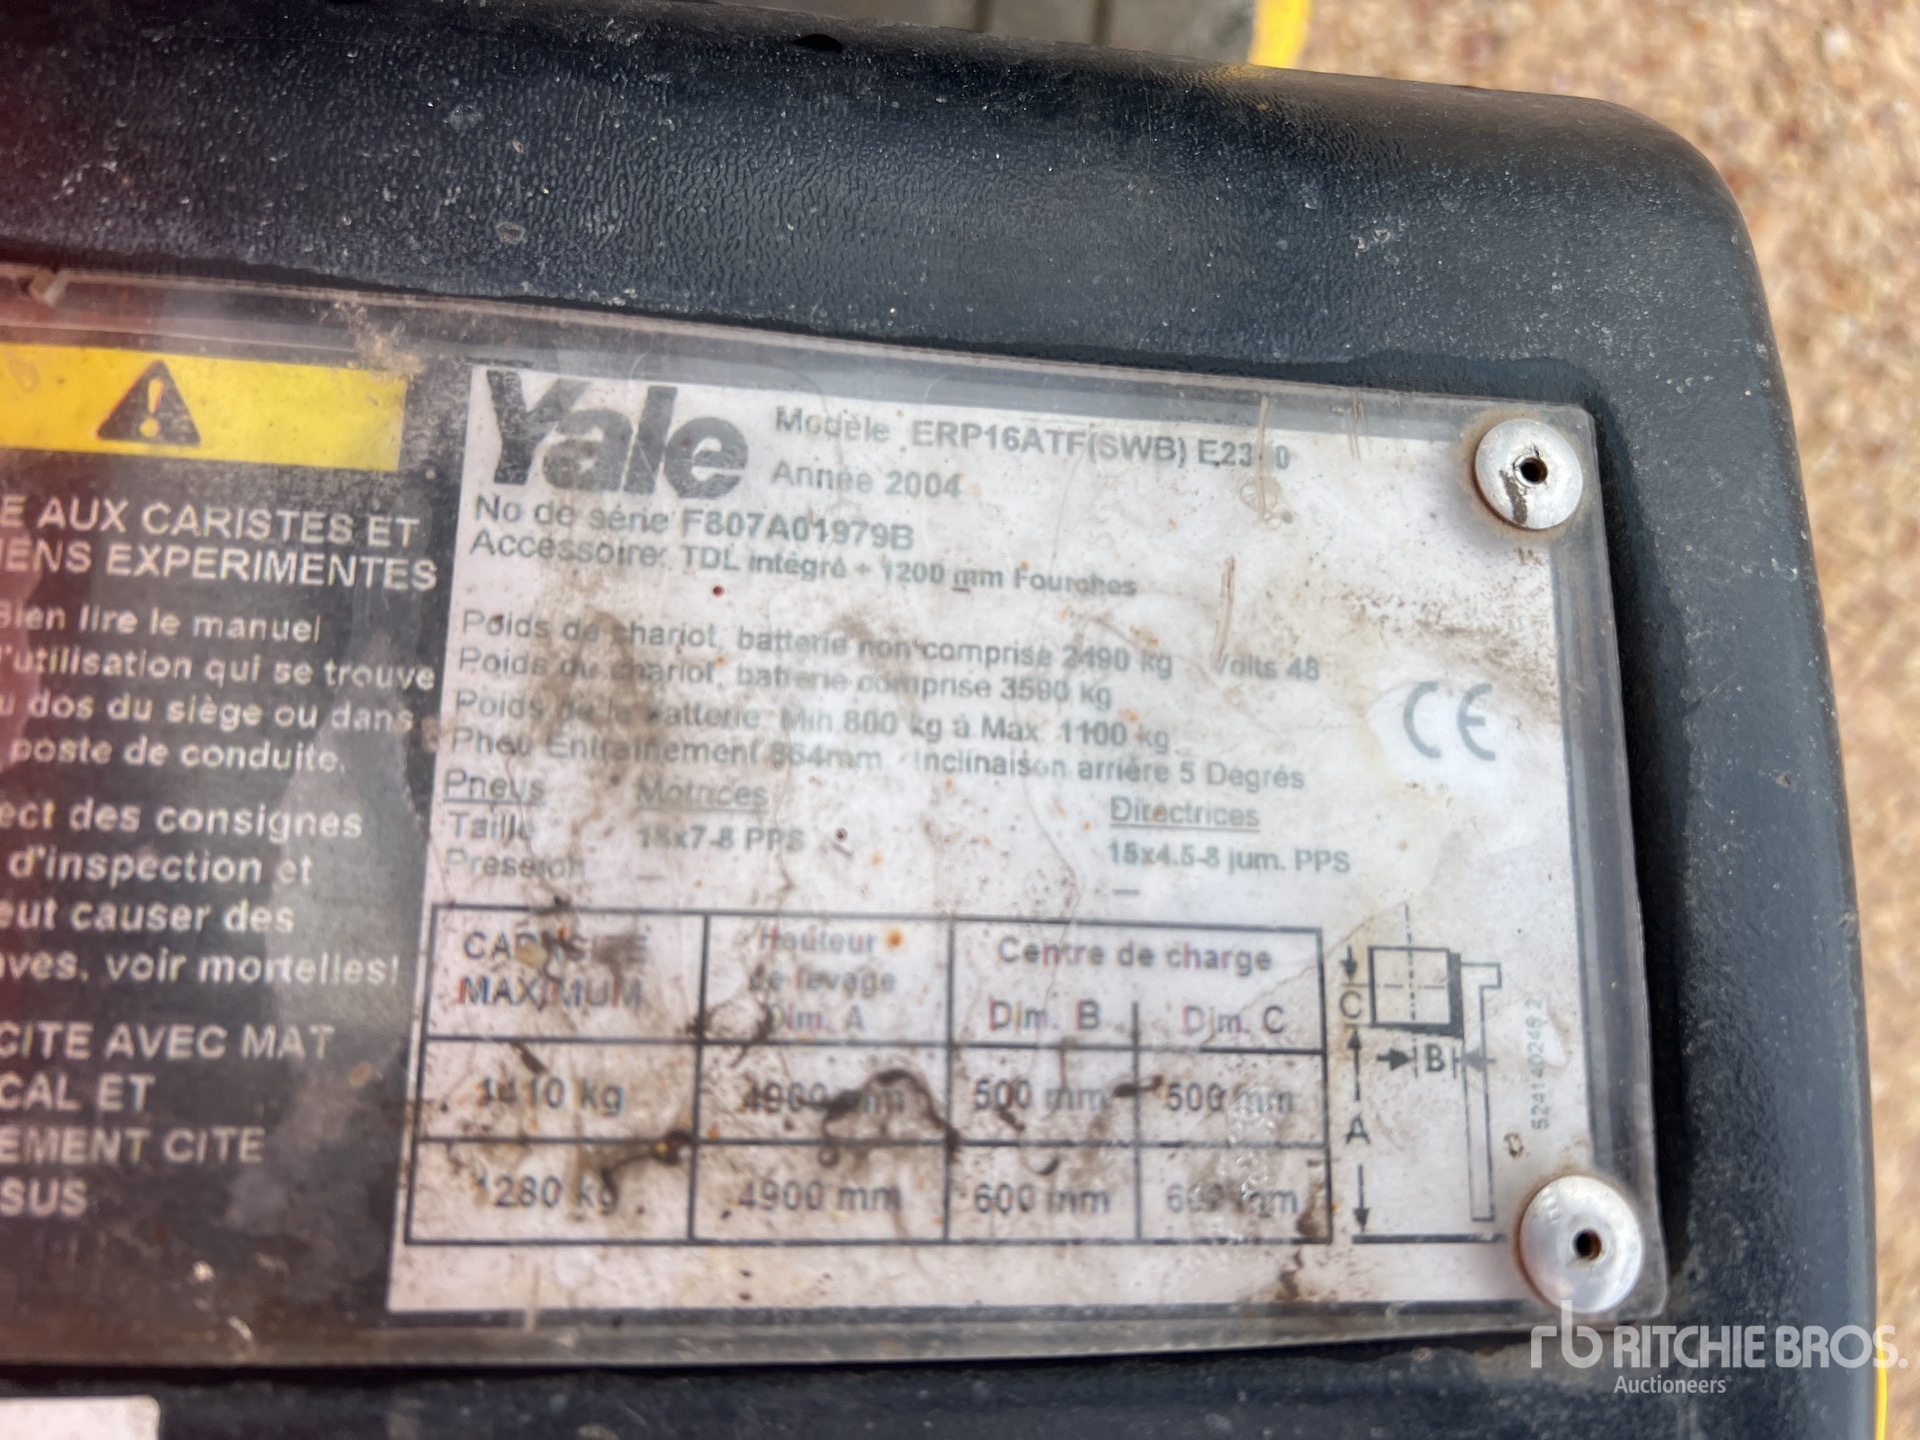 E AUX CARISTES ET
IENS EXPERIMENTES
Bien lire le manuel
l'utilisation qui se trouve
u dos du siège ou dans
poste de conduite.
ect des consignes
d'inspection et
eut causer des
ves, voir mortelles!
CITE AVEC MAT
CAL ET
EMENT CITE
SUS
Yale
Modèle ERP16ATF(SWB) E23 0
Année 2004
No de série F807A01979B
Accessoire: TDL intégré + 1200 mm Fourches
Poids de chariot, batterie non comprise 2490 kg Volts 48
Poids du chariot, batterie comprise kg
Poids de la batterie Min 800 kg à Max 1100 kg
Pneu Entrainement Inclinaison arrière 5 Degrés
Pneus Motrices Directrices
Taille 18x7-8 PPS 15x4.5-8 jum. PPS
Pression — —
CAPACITE MAXIMUM Hauteur de levage Dim. A Centre de charge
Dim. B Dim. C
1410 kg 4900 mm 500 mm 500 mm
1280 kg 4900 mm 600 mm 600 mm
CE
C
B
A
rb RITCHIE BROS.
Auctioneers